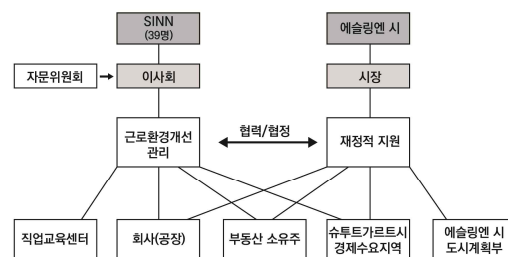 SINN
(39명)
에슬링엔 시
자문위원회
이사회
시장
근로환경개선
관리
협력/협정
재정적 지원
직업교육센터
회사(공장)
부동산 소유주
슈투트가르트시
경제수요지역
에슬링엔 시
도시계획부